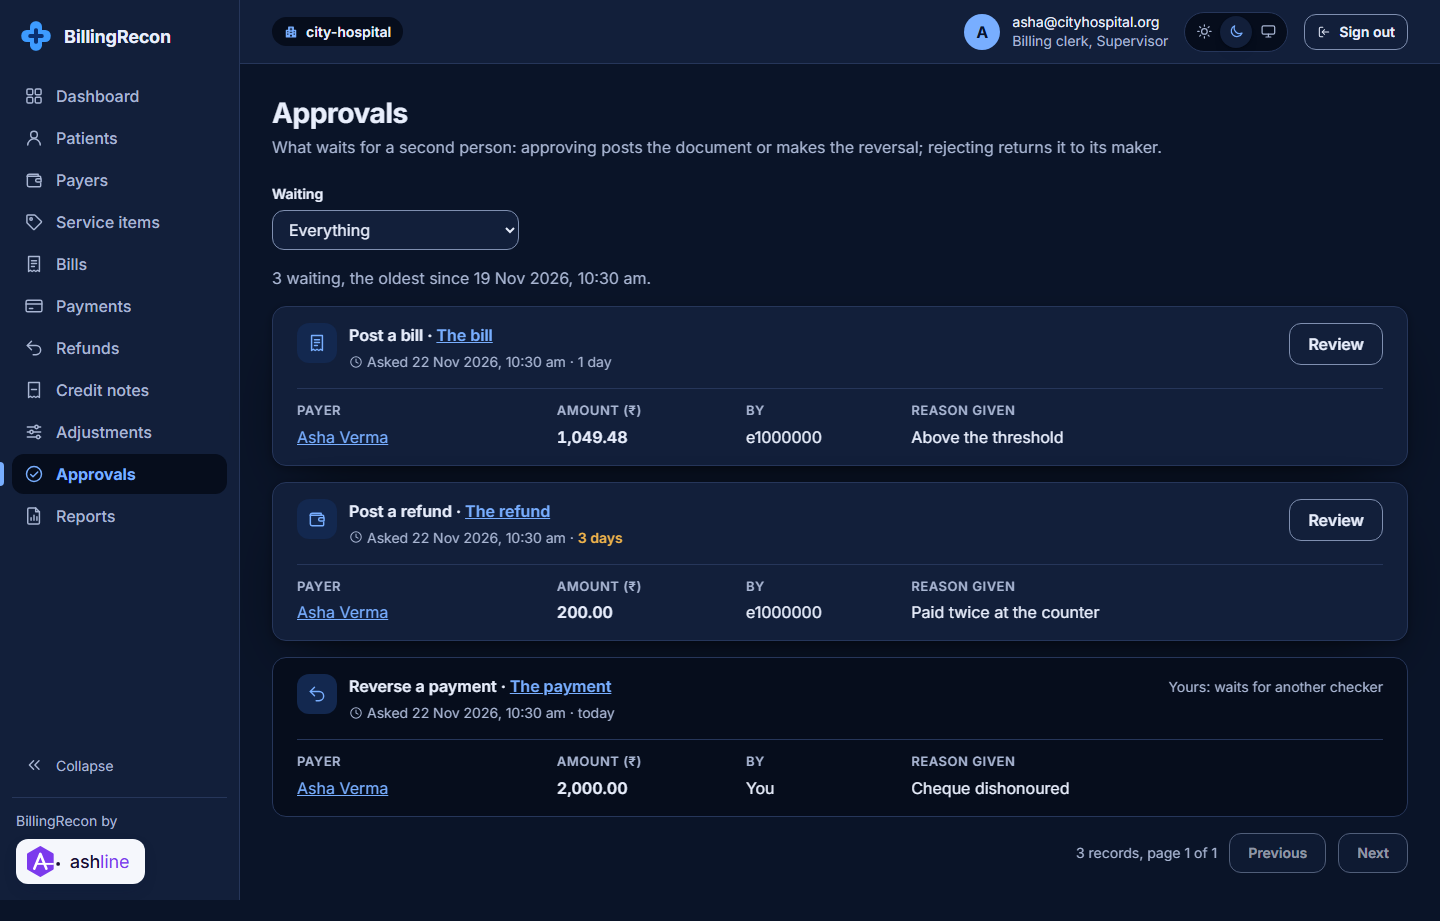 BillingRecon
Dashboard
Patients
Payers
Service items
Bills
Payments
Refunds
Credit notes
Adjustments
Approvals
Reports
Collapse
BillingRecon by
ashline
city-hospital
A
asha@cityhospital.org
Billing clerk, Supervisor
Sign out
Approvals
What waits for a second person: approving posts the document or makes the reversal; rejecting returns it to its maker.
Waiting
Everything
3 waiting, the oldest since 19 Nov 2026, 10:30 am.
Post a bill · The bill
Asked 22 Nov 2026, 10:30 am · 1 day
Review
PAYER AMOUNT (₹) BY REASON GIVEN
Asha Verma 1,049.48 e1000000 Above the threshold
Post a refund · The refund
Asked 22 Nov 2026, 10:30 am · 3 days
Review
PAYER AMOUNT (₹) BY REASON GIVEN
Asha Verma 200.00 e1000000 Paid twice at the counter
Reverse a payment · The payment
Asked 22 Nov 2026, 10:30 am · today
Yours: waits for another checker
PAYER AMOUNT (₹) BY REASON GIVEN
Asha Verma 2,000.00 You Cheque dishonoured
3 records, page 1 of 1 Previous Next